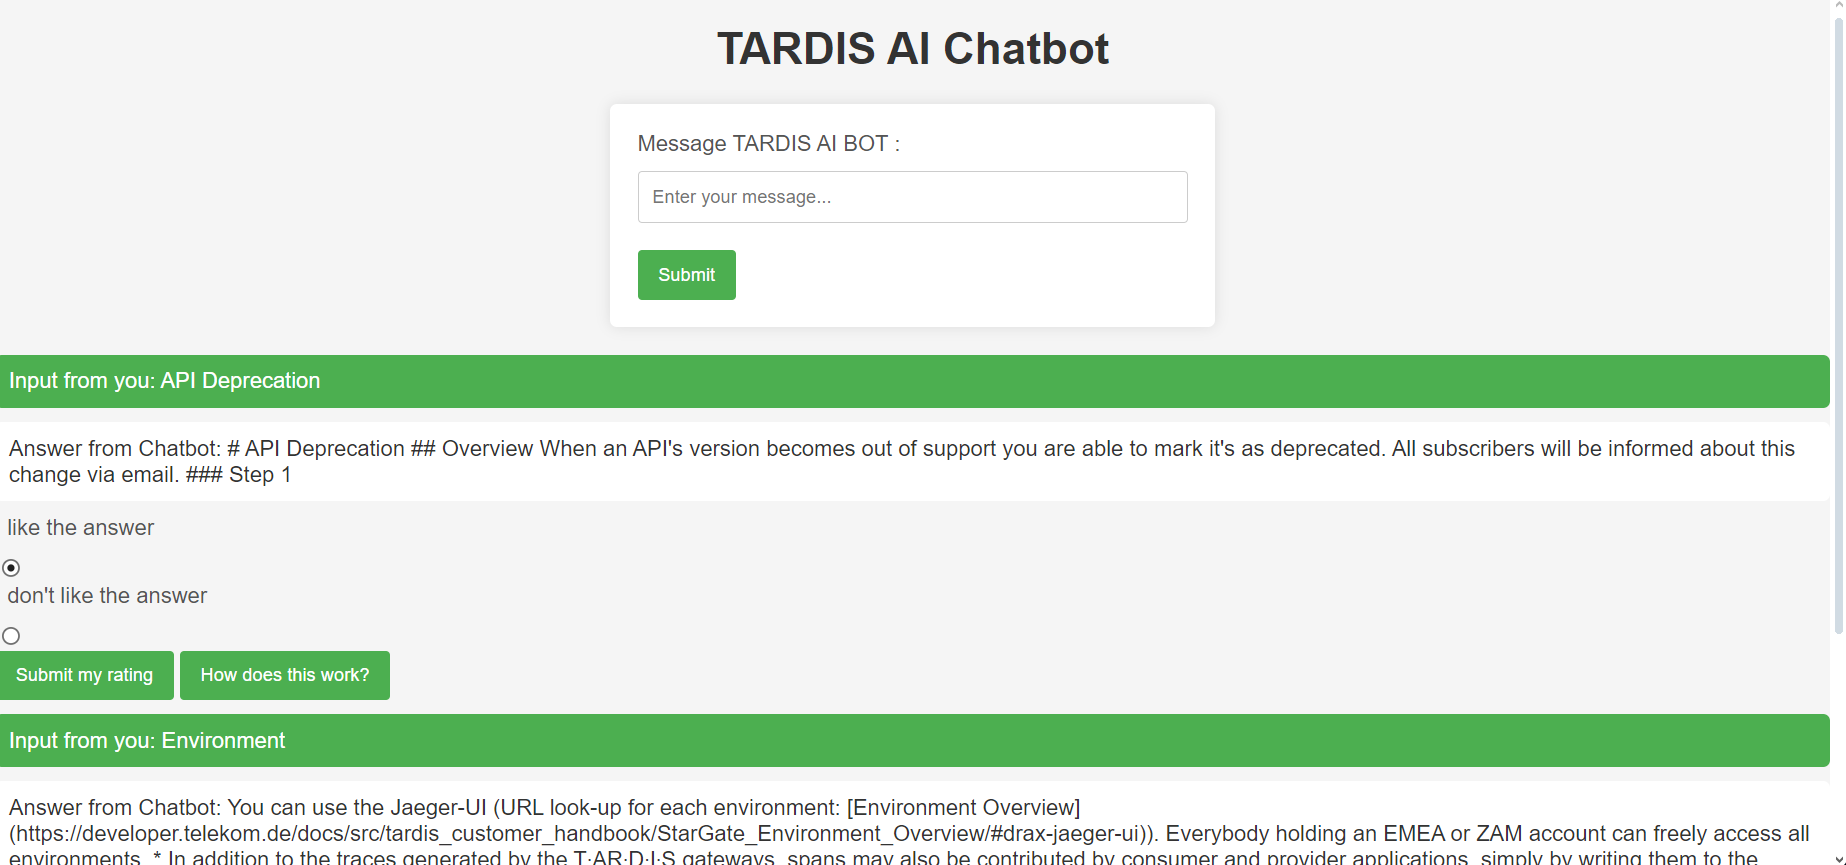 TARDIS AI Chatbot
Message TARDIS AI BOT :
Enter your message...
Submit
Input from you: API Deprecation
Answer from Chatbot: # API Deprecation ## Overview When an API's version becomes out of support you are able to mark it's as deprecated. All subscribers will be informed about this
change via email. ### Step 1
like the answer
don't like the answer
Submit my rating
How does this work?
Input from you: Environment
Answer from Chatbot: You can use the Jaeger-UI (URL look-up for each environment: [Environment Overview]
(https://developer.telekom.de/docs/src/tardis_customer_handbook/StarGate_Environment_Overview/#drax-jaeger-ui)). Everybody holding an EMEA or ZAM account can freely access all
environments. * In addition to the traces generated by the T·AR·D·I·S gateways, spans may also be contributed by consumer and provider applications, simply by writing them to the